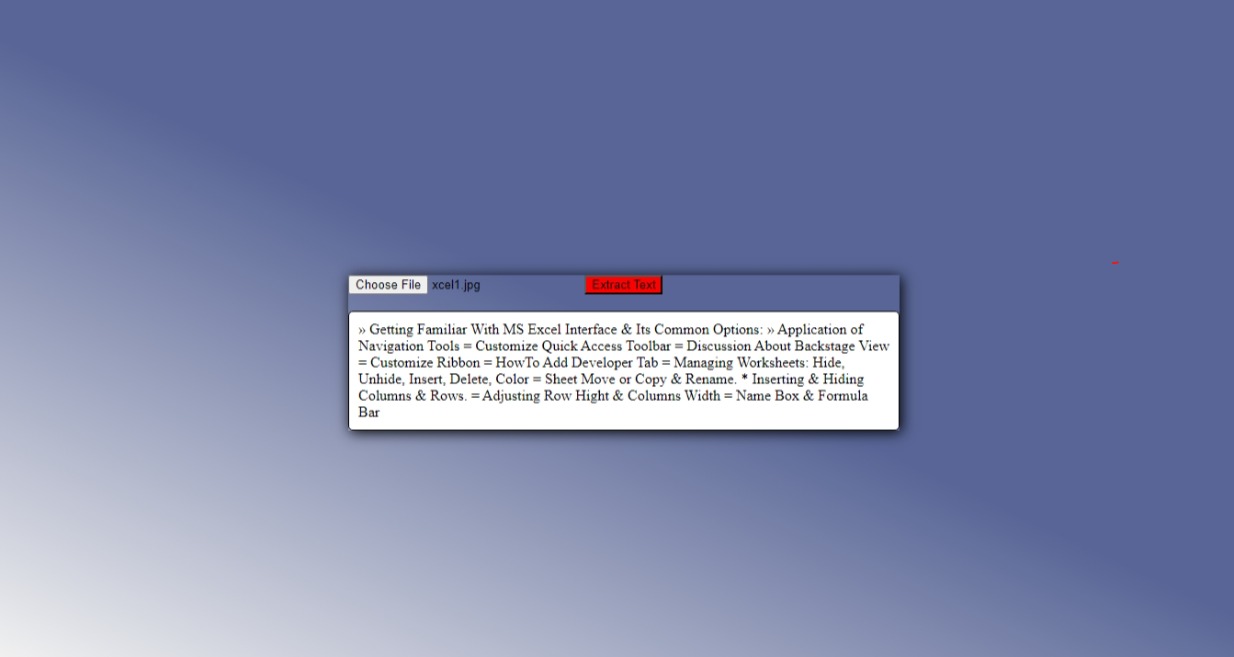 Choose File xcel1.jpg Extract Text
» Getting Familiar With MS Excel Interface & Its Common Options: » Application of
Navigation Tools = Customize Quick Access Toolbar = Discussion About Backstage View
= Customize Ribbon = HowTo Add Developer Tab = Managing Worksheets: Hide,
Unhide, Insert, Delete, Color = Sheet Move or Copy & Rename. * Inserting & Hiding
Columns & Rows. = Adjusting Row Hight & Columns Width = Name Box & Formula
Bar